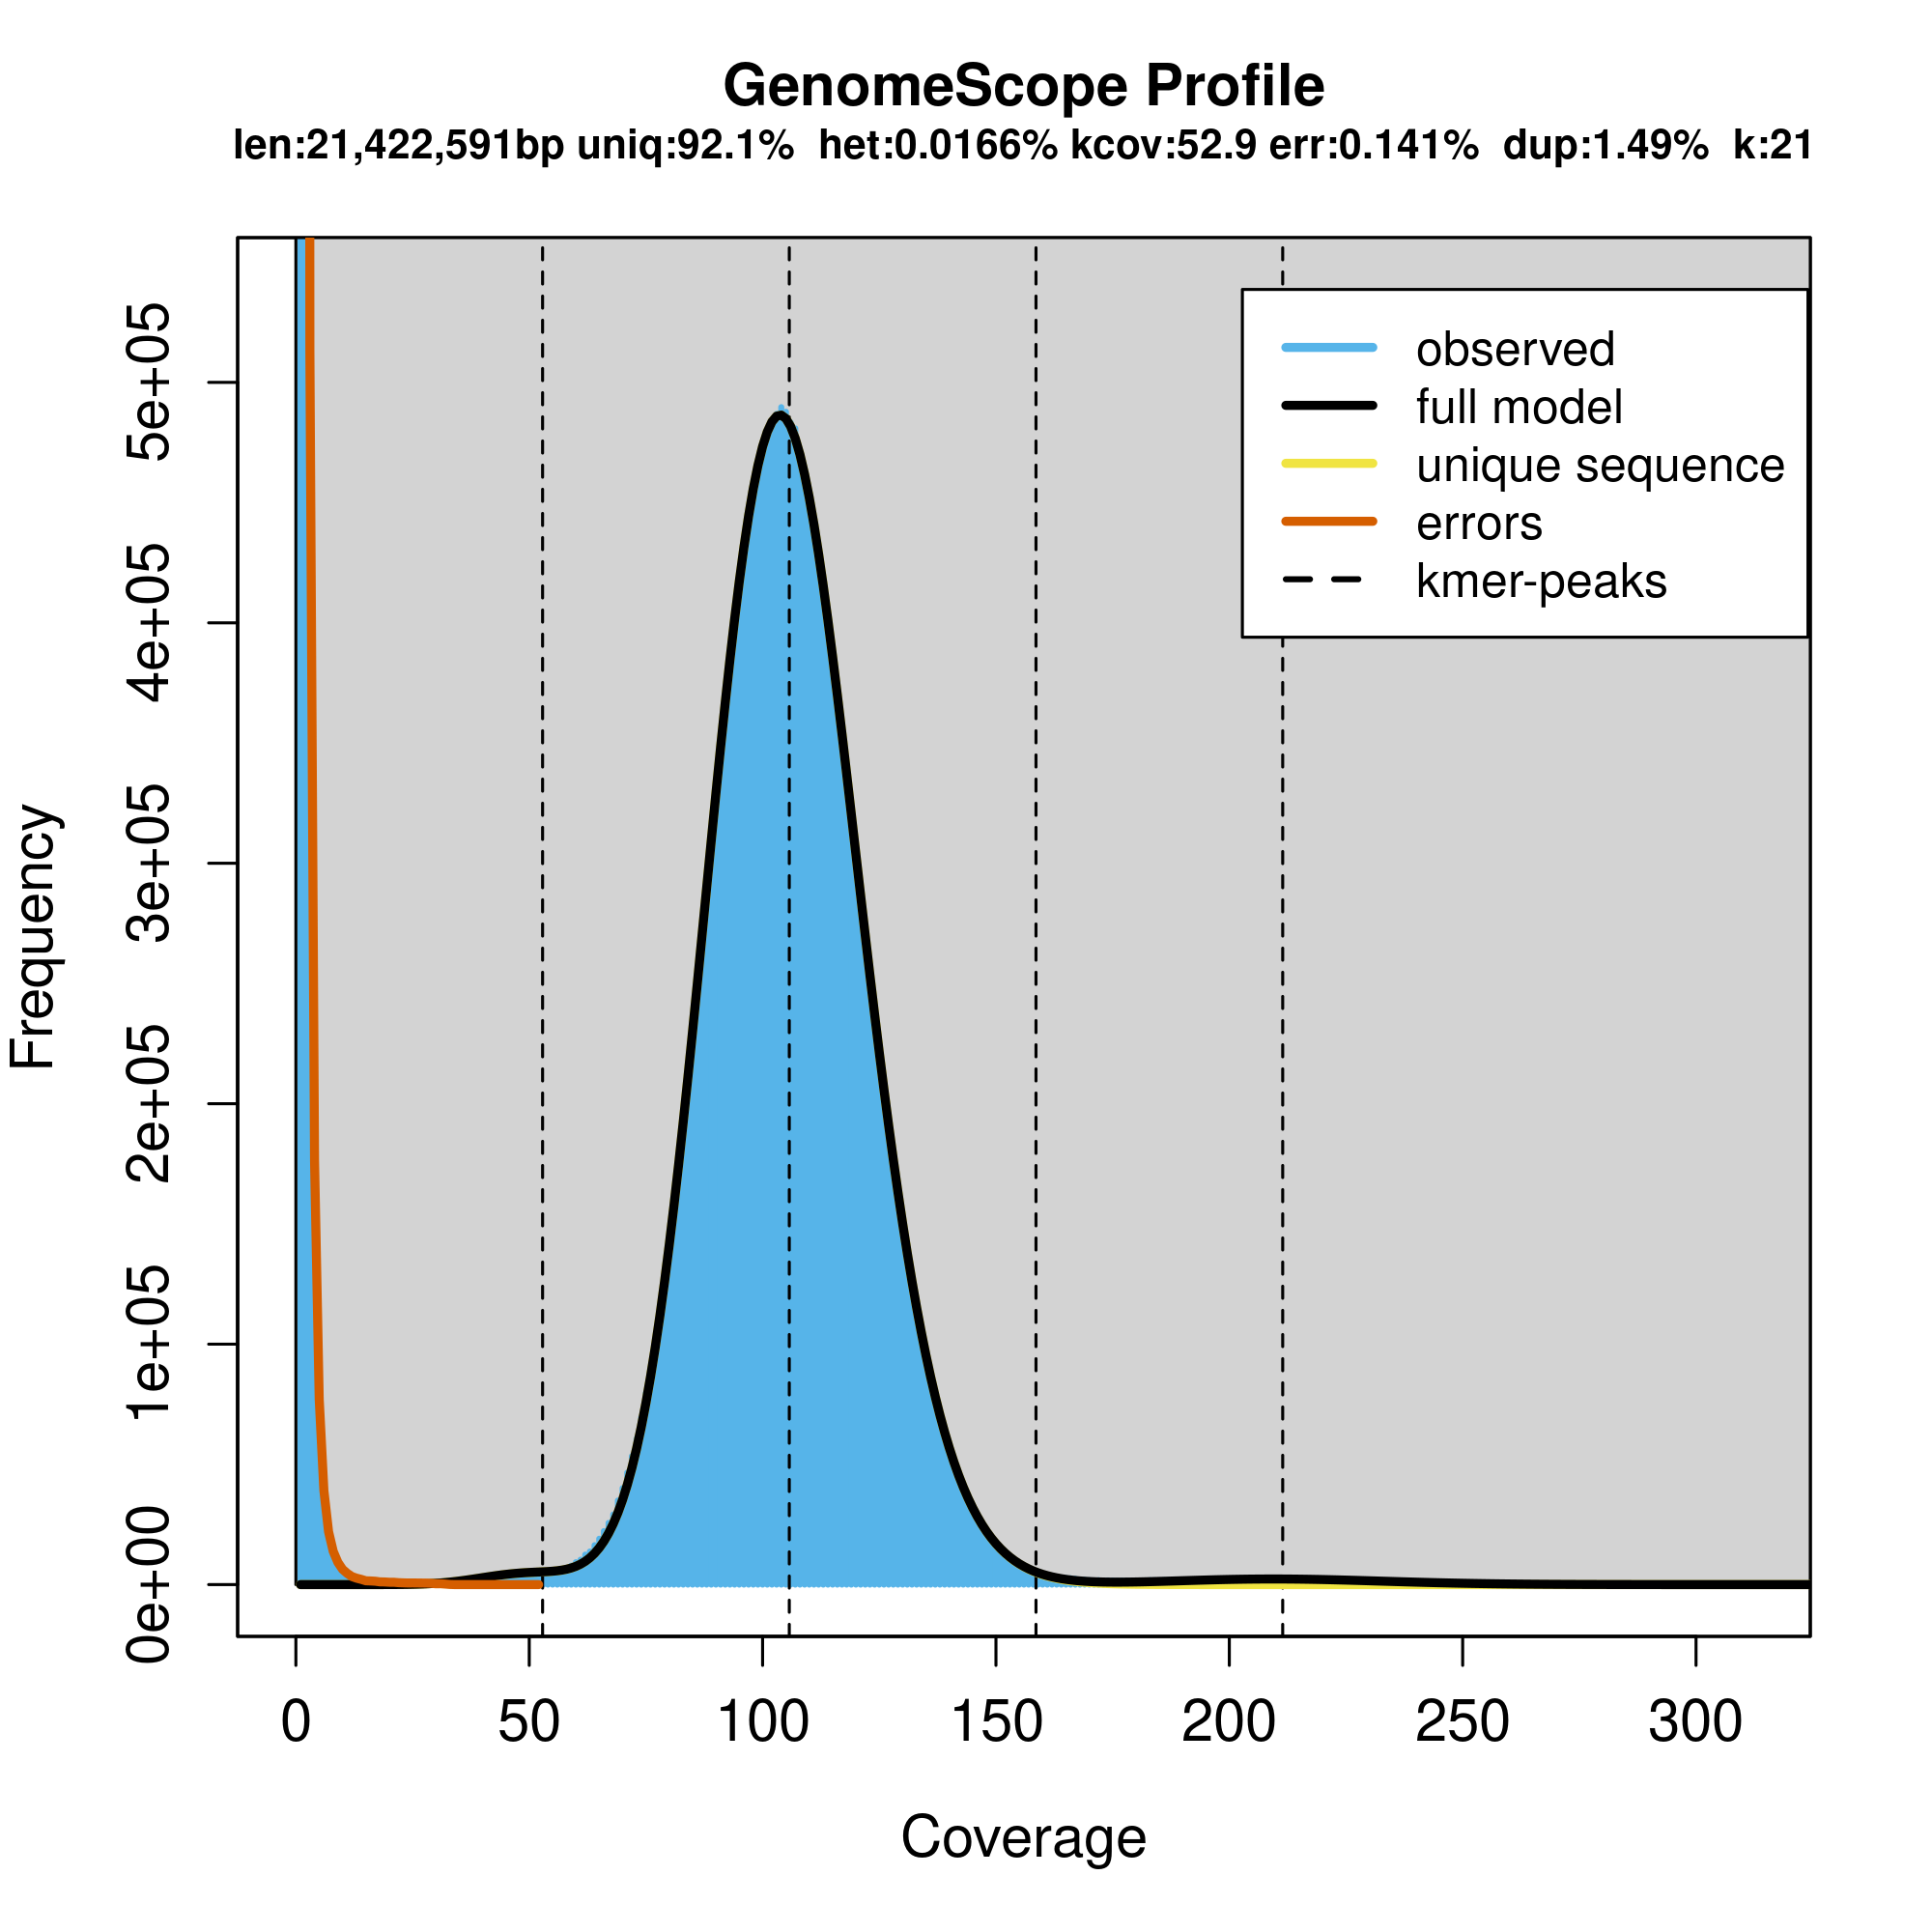 GenomeScope Profile
len:21,422,591bp uniq:92.1% het:0.0166% kcov:52.9 err:0.141% dup:1.49% k:21
observed
full model
unique sequence
errors
kmer-peaks
Frequency
5e+05
4e+05
3e+05
2e+05
1e+05
0e+00
0 50 100 150 200 250 300
Coverage